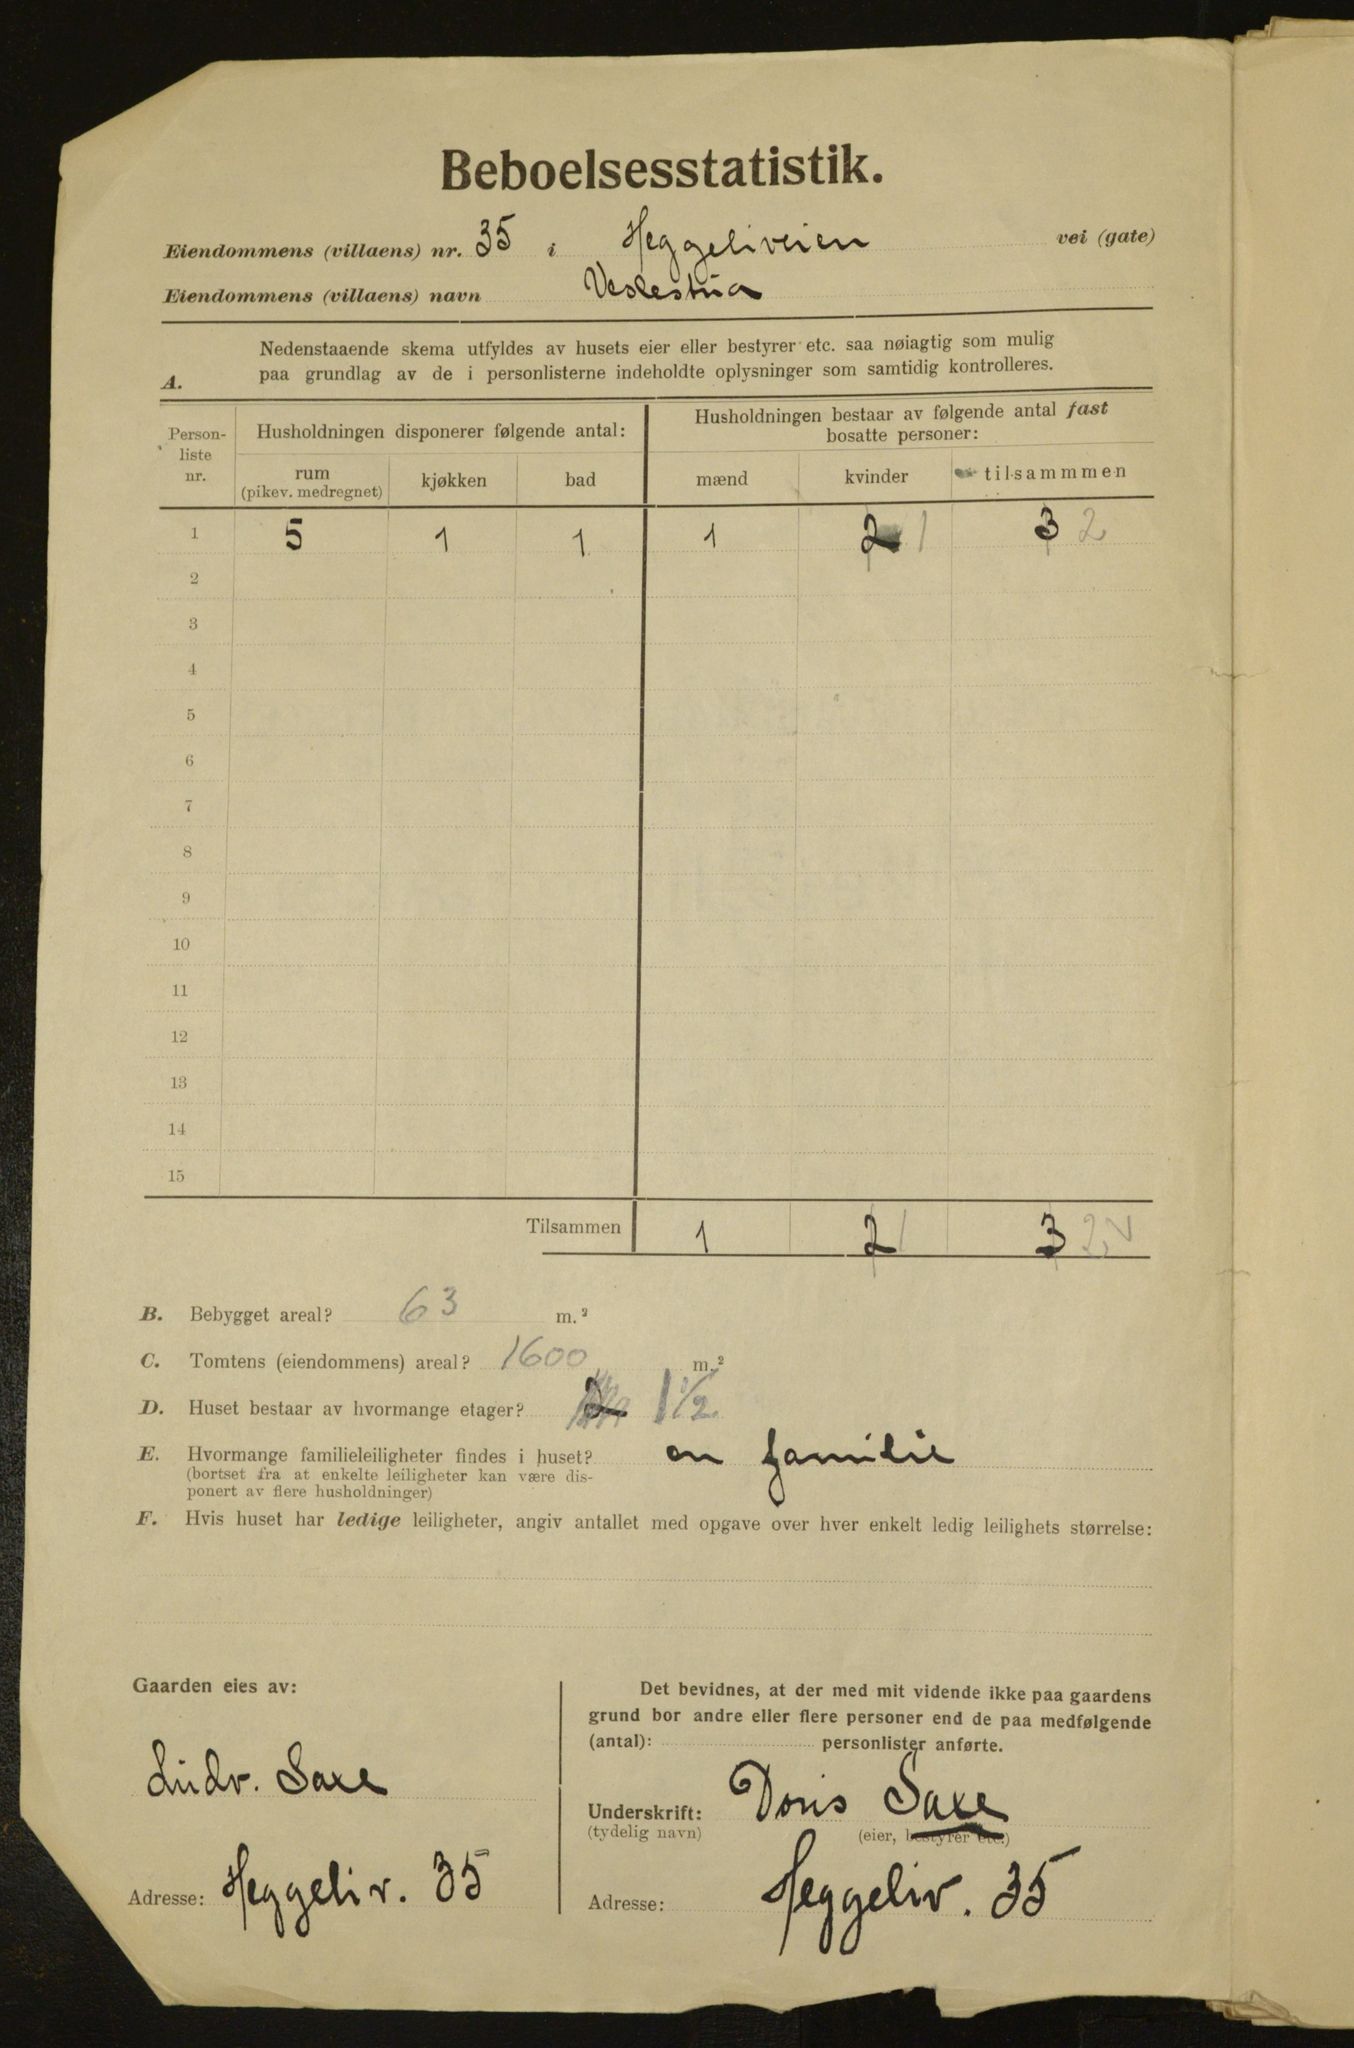 Beboelsesstatistik.
Eiendommens (villaens) nr. 35 i Heggeliveien vei (gate)
Eiendommens (villaens) navn Veslestua
Nedenstaaende skema utfyldes av husets eier eller bestyrer etc. saa nøiagtig som mulig
A. paa grundlag av de i personlisterne indeholdte oplysninger som samtidig kontrolleres.
Person-liste nr. Husholdningen disponerer følgende antal: Husholdningen bestaar av følgende antal fast bosatte personer:
rum (pikev. medregnet) kjøkken bad mænd kvinder tilsammmen
1 5 1 1 1 2 1 3 2
2
3
4
5
6
7
8
9
10
11
12
13
14
15
Tilsammen 1 2 1 3 2
B. Bebygget areal? 63 m.²
C. Tomtens (eiendommens) areal? 1600 m.²
D. Huset bestaar av hvormange etager? 2 1 1/2
E. Hvormange familieleiligheter findes i huset? en familie
(bortset fra at enkelte leiligheter kan være dis-
ponert av flere husholdninger)
F. Hvis huset har ledige leiligheter, angiv antallet med opgave over hver enkelt ledig leilighets størrelse:
Gaarden eies av:
Ludv. Saxe
Adresse: Heggeliv. 35
Det bevidnes, at der med mit vidende ikke paa gaardens
grund bor andre eller flere personer end de paa medfølgende
(antal): personlister anførte.
Underskrift: Doris Saxe
(tydelig navn) (eier, bestyrer etc.)
Adresse: Heggeliv. 35